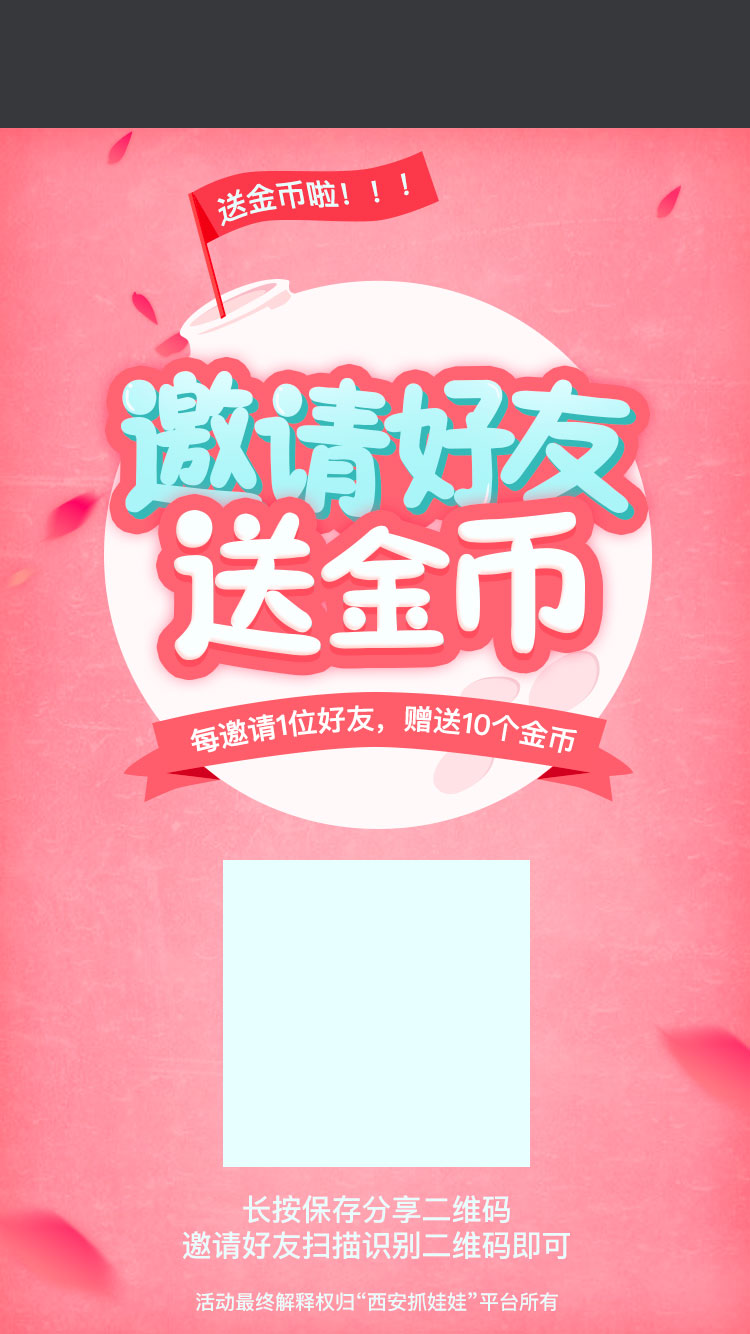 送金币啦！！！
邀请好友
送金币
每邀请1位好友，赠送10个金币
长按保存分享二维码
邀请好友扫描识别二维码即可
活动最终解释权归“西安抓娃娃”平台所有